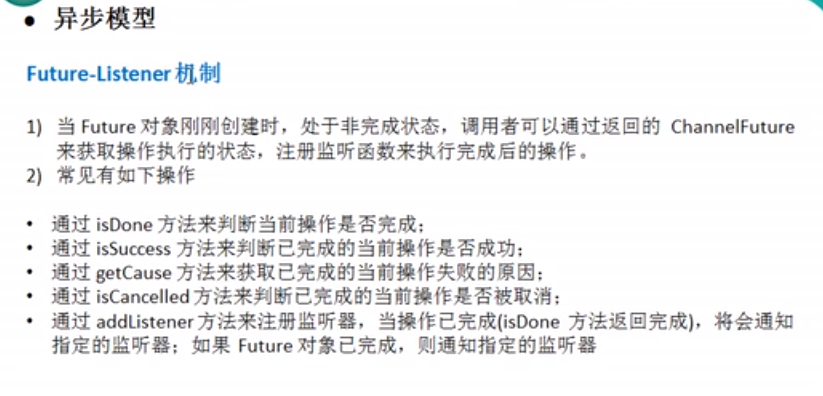 ● 异步模型
Future-Listener 机制
1) 当 Future 对象刚刚创建时，处于非完成状态，调用者可以通过返回的 ChannelFuture
来获取操作执行的状态，注册监听函数来执行完成后的操作。
2) 常见有如下操作
• 通过 isDone 方法来判断当前操作是否完成；
• 通过 isSuccess 方法来判断已完成的当前操作是否成功；
• 通过 getCause 方法来获取已完成的当前操作失败的原因；
• 通过 isCancelled 方法来判断已完成的当前操作是否被取消；
• 通过 addListener 方法来注册监听器，当操作已完成(isDone 方法返回完成)，将会通知
指定的监听器；如果 Future 对象已完成，则通知指定的监听器